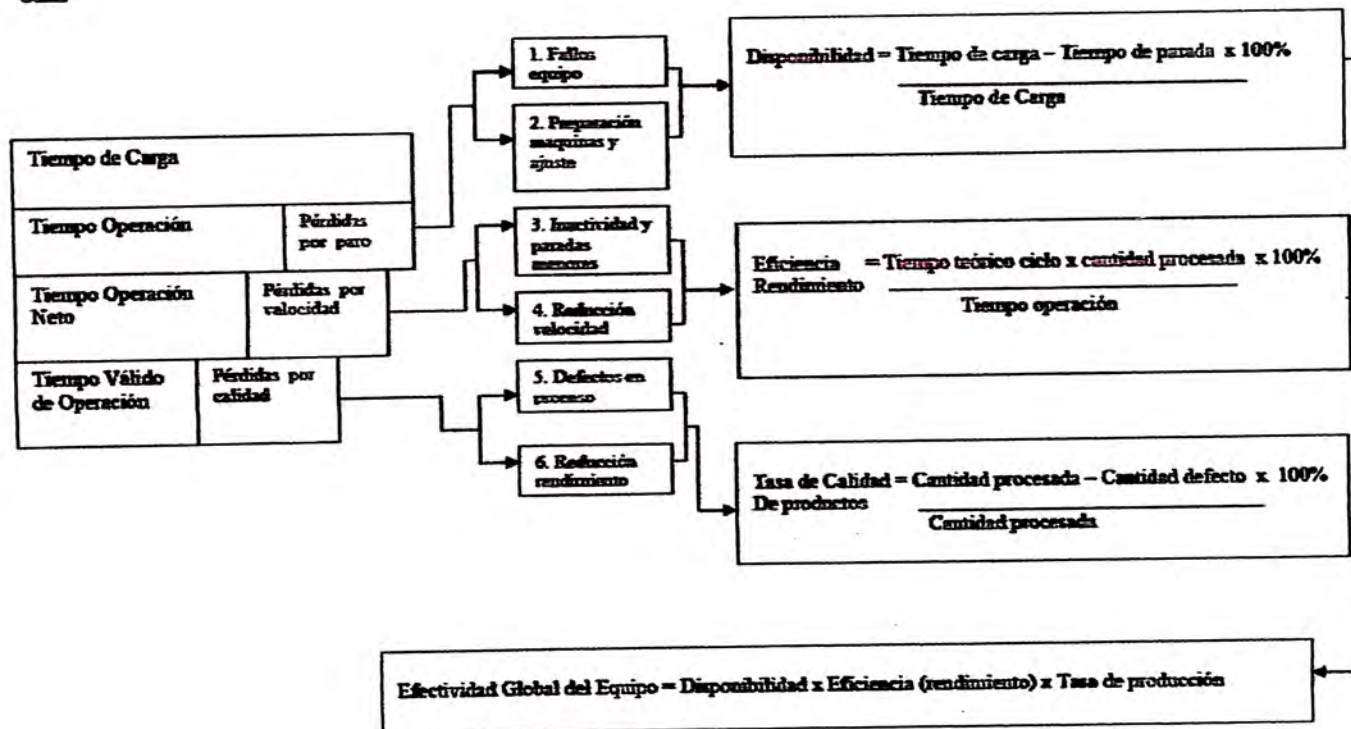 Tiempo de Carga
Tiempo Operación
Pérdidas
por paro
Tiempo Operación
Neto
Pérdidas por
velocidad
Tiempo Válido
de Operación
Pérdidas por
calidad
1. Fallos
equipo
2. Preparación
maquinas y
ajuste
3. Inactividad y
paradas
menores
4. Reducción
velocidad
5. Defectos en
proceso
6. Reducción
rendimiento
Disponibilidad = Tiempo de carga – Tiempo de parada x 100%
Tiempo de Carga
Eficiencia = Tiempo teórico ciclo x cantidad procesada x 100%
Rendimiento
Tiempo operación
Tasa de Calidad = Cantidad procesada – Cantidad defecto x 100%
De productos
Cantidad procesada
Efectividad Global del Equipo = Disponibilidad x Eficiencia (rendimiento) x Tasa de producción